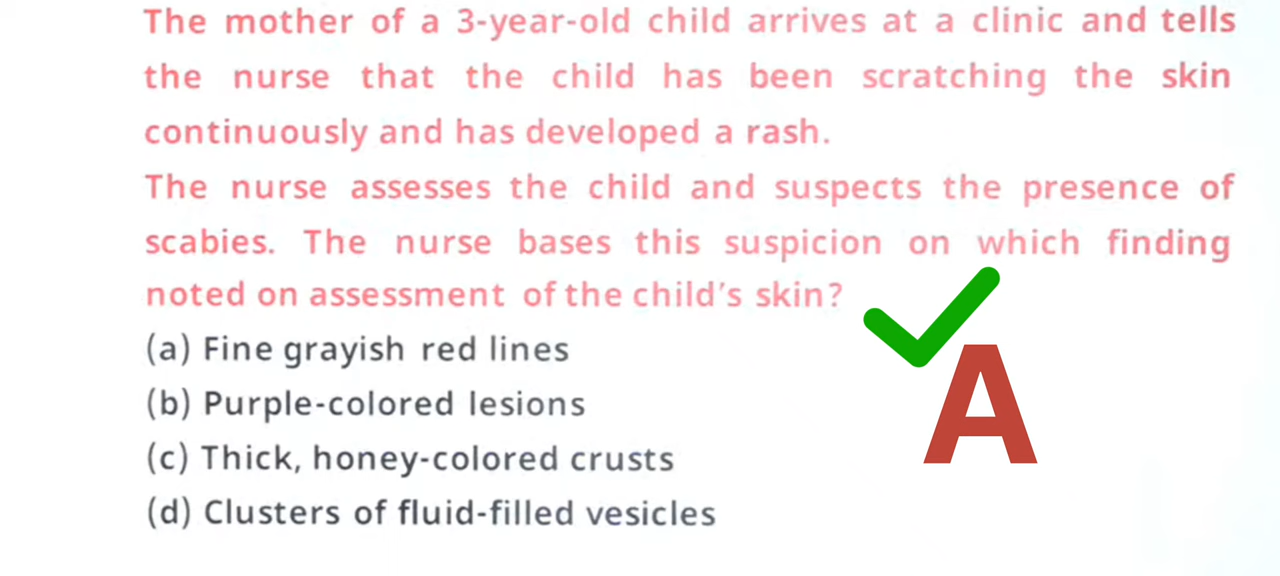 The mother of a 3-year-old child arrives at a clinic and tells
the nurse that the child has been scratching the skin
continuously and has developed a rash.
The nurse assesses the child and suspects the presence of
scabies. The nurse bases this suspicion on which finding
noted on assessment of the child's skin?
(a) Fine grayish red lines
(b) Purple-colored lesions
(c) Thick, honey-colored crusts
(d) Clusters of fluid-filled vesicles
A